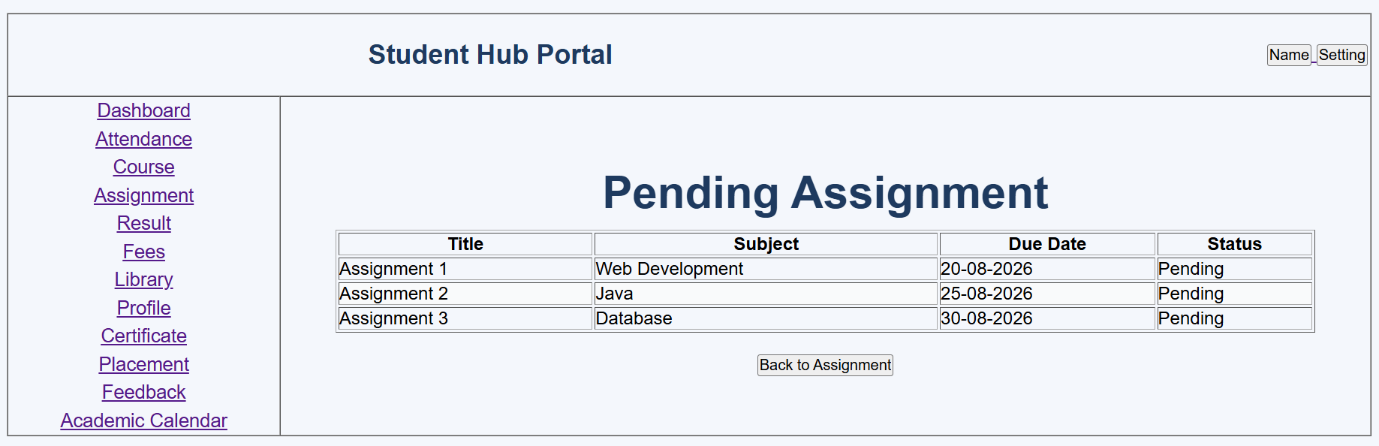 Student Hub Portal
Name Setting
Dashboard
Attendance
Course
Assignment
Result
Fees
Library
Profile
Certificate
Placement
Feedback
Academic Calendar
Pending Assignment
Title Subject Due Date Status
Assignment 1 Web Development 20-08-2026 Pending
Assignment 2 Java 25-08-2026 Pending
Assignment 3 Database 30-08-2026 Pending
Back to Assignment